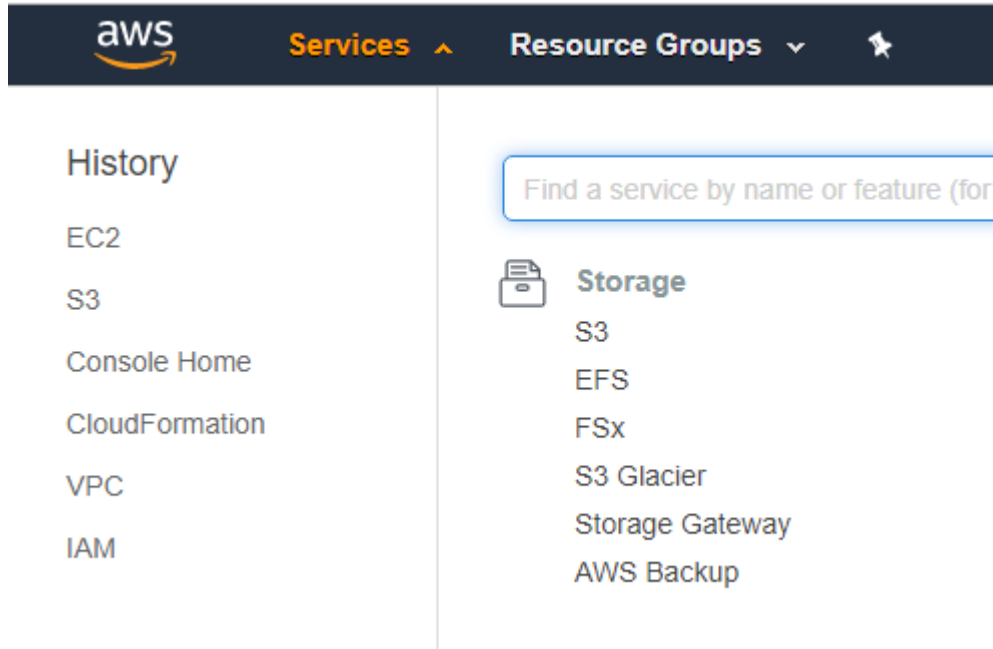 aws Services Resource Groups
History
EC2
S3
Console Home
CloudFormation
VPC
IAM
Find a service by name or feature (for
Storage
S3
EFS
FSx
S3 Glacier
Storage Gateway
AWS Backup